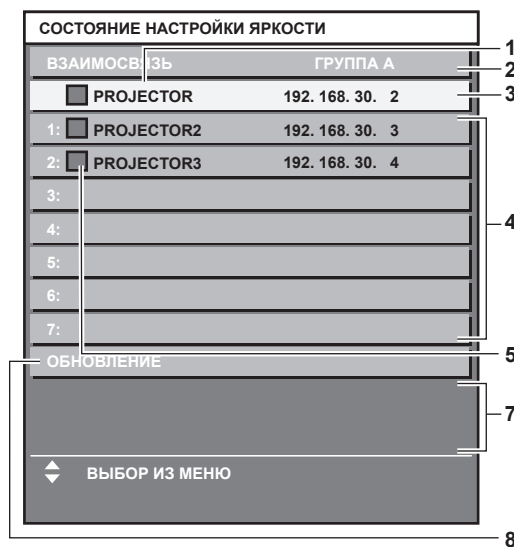 СОСТОЯНИЕ НАСТРОЙКИ ЯРКОСТИ
ВЗАИМОСВЯЗЬ ГРУППА А
PROJECTOR 192. 168. 30. 2
1: PROJECTOR2 192. 168. 30. 3
2: PROJECTOR3 192. 168. 30. 4
3:
4:
5:
6:
7:
ОБНОВЛЕНИЕ
ВЫБОР ИЗ МЕНЮ
1
2
3
4
5
7
8